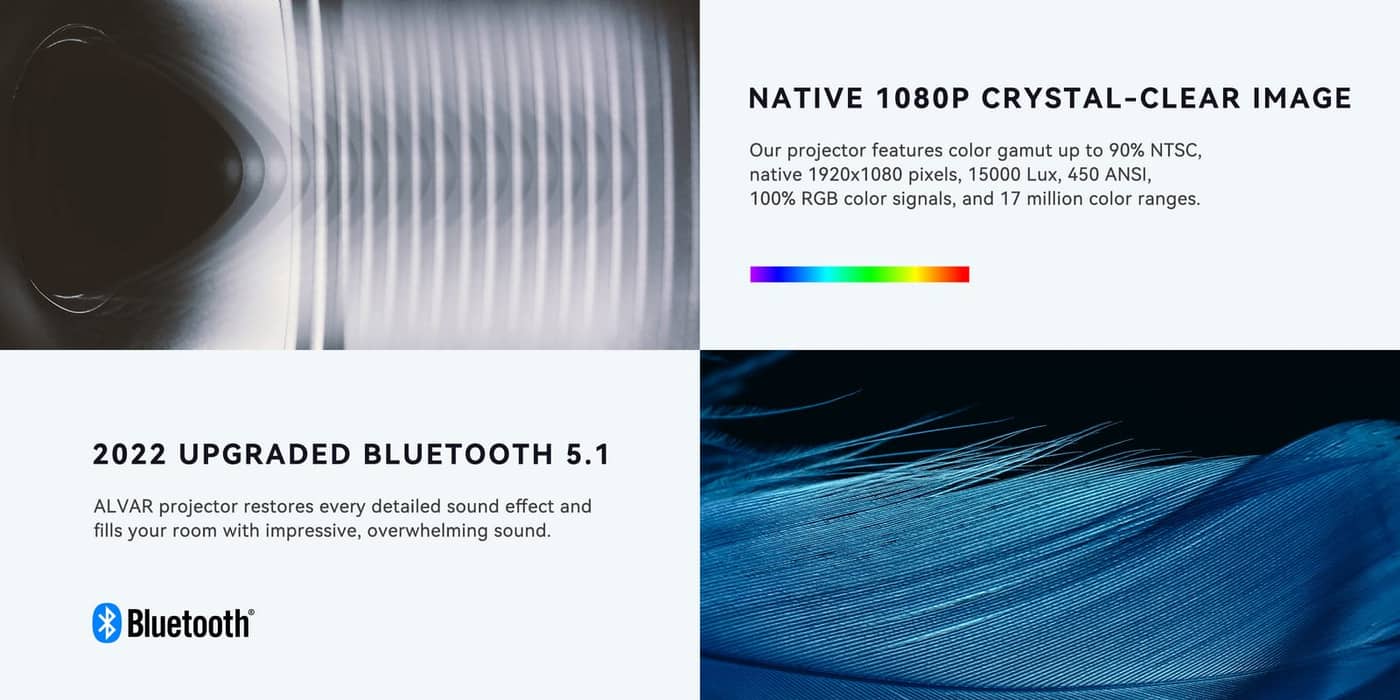 NATIVE 1080P CRYSTAL-CLEAR IMAGE
Our projector features color gamut up to 90% NTSC,
native 1920x1080 pixels, 15000 Lux, 450 ANSI,
100% RGB color signals, and 17 million color ranges.
2022 UPGRADED BLUETOOTH 5.1
ALVAR projector restores every detailed sound effect and
fills your room with impressive, overwhelming sound.
Bluetooth®